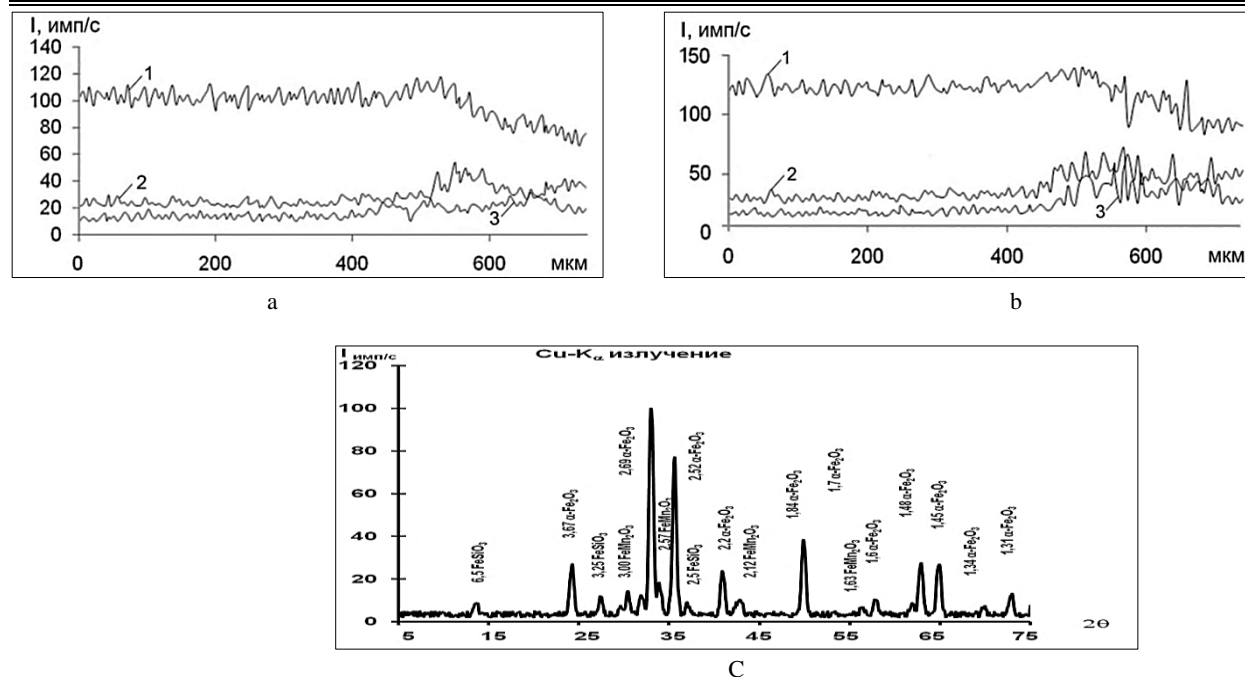 I, имп/с
140
120
100
80
60
40
20
0
1
2
3
0 200 400 600 мкм
a
I, имп/с
150
100
50
0
1
2
3
0 200 400 600 мкм
b
I имп/с
Cu-Kα излучение
120
100
80
60
40
20
0
6,5 FeSiO₃
3,67 α-Fe₂O₃
3,25 FeSiO₃
3,00 FeMn₂O₃
2,69 α-Fe₂O₃
2,57 FeMn₂O₃
2,52 α-Fe₂O₃
2,5 FeSiO₃
2,2 α-Fe₂O₃
2,12 FeMn₂O₃
1,84 α-Fe₂O₃
1,7 α-Fe₂O₃
1,63 FeMn₂O₃
1,6 α-Fe₂O₃
1,48 α-Fe₂O₃
1,45 α-Fe₂O₃
1,34 α-Fe₂O₃
1,31 α-Fe₂O₃
5 15 25 35 45 55 65 75
2θ
C